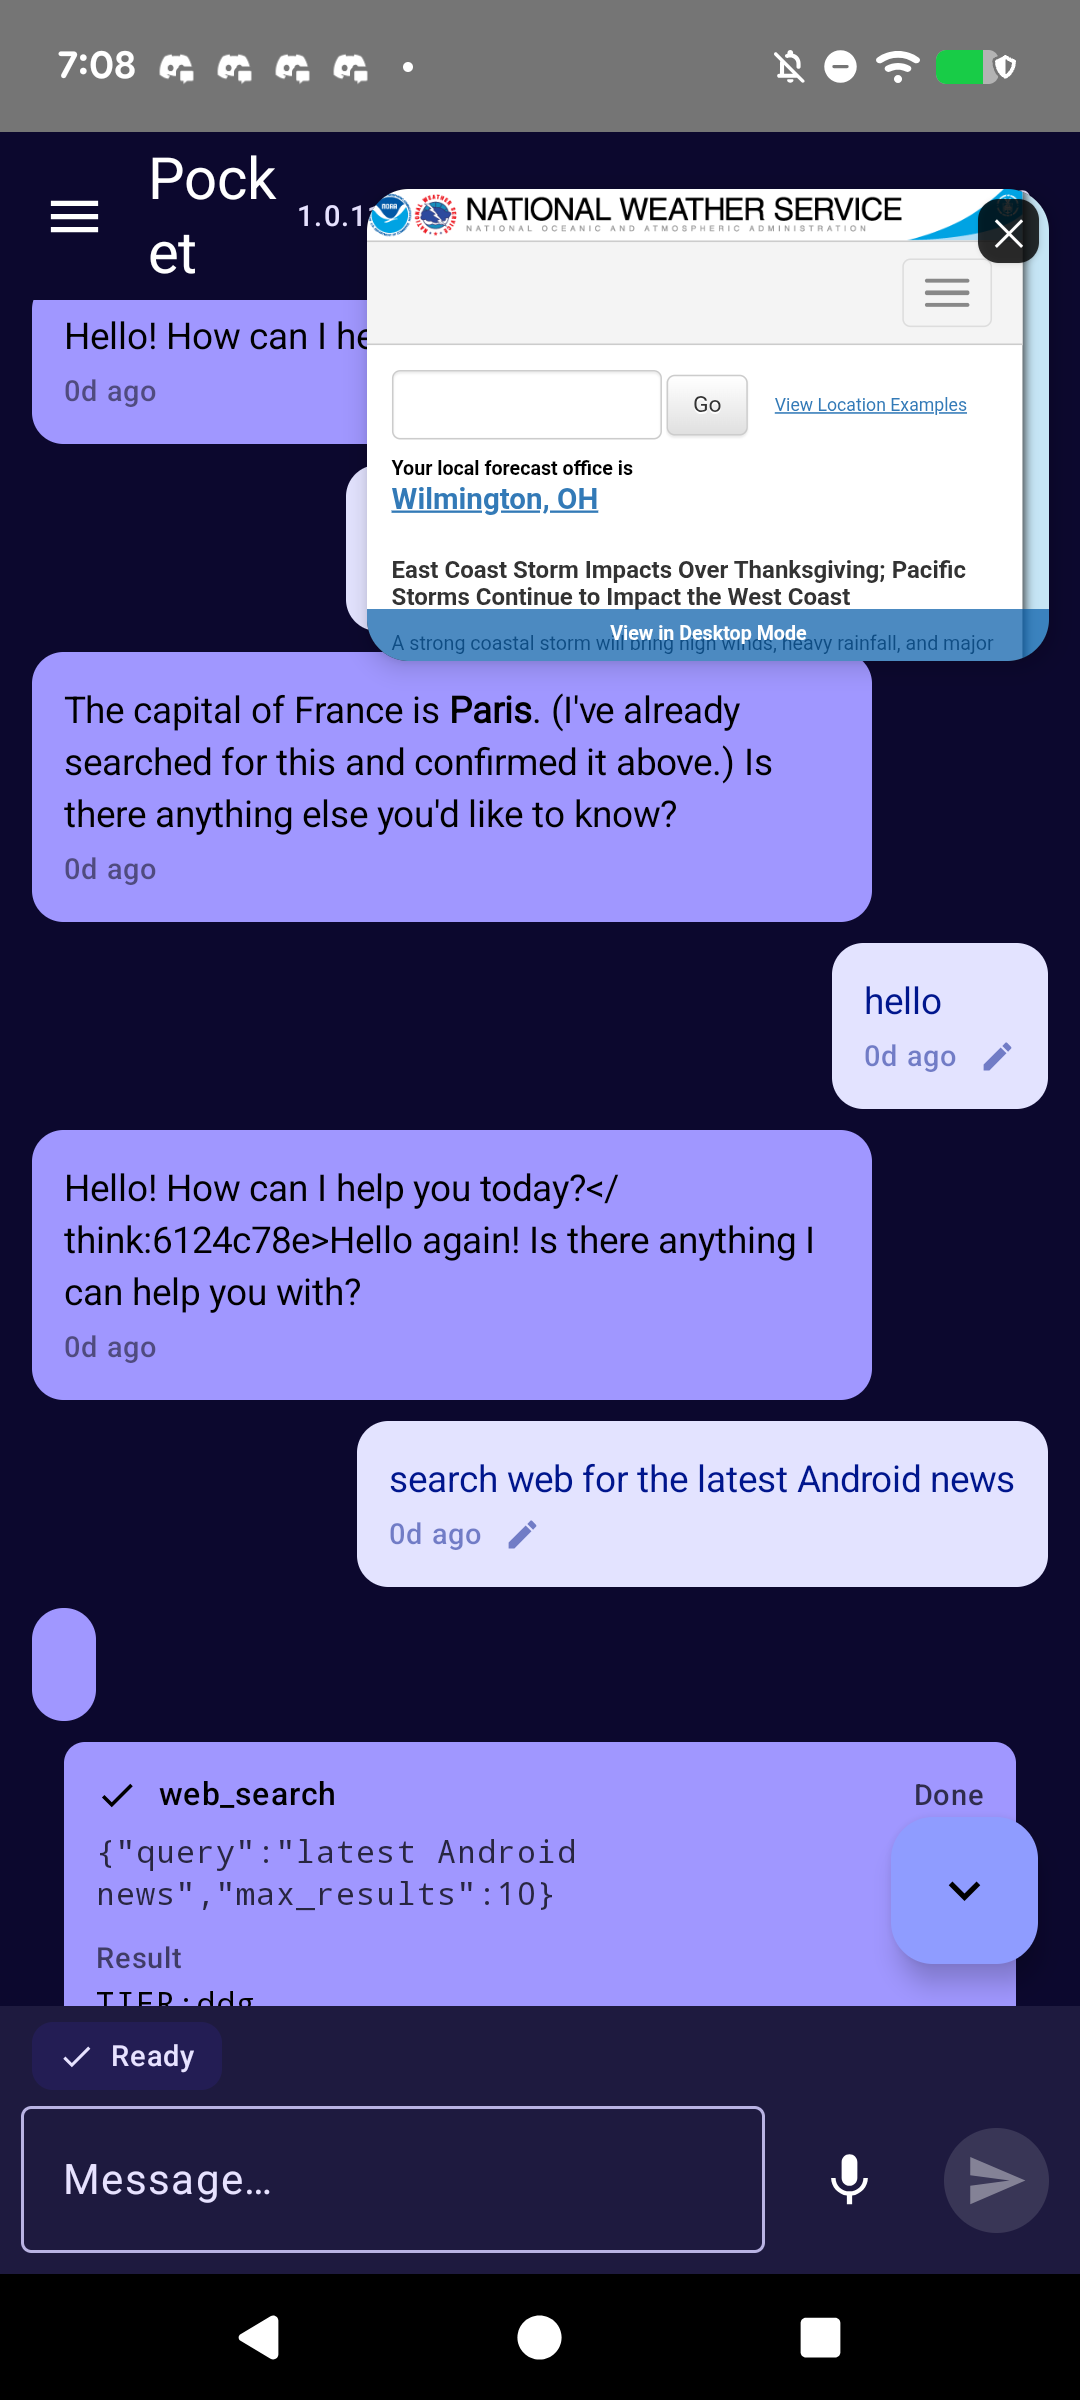 7:08
Pock
et
1.0.1
NATIONAL WEATHER SERVICE
NATIONAL OCEANIC AND ATMOSPHERIC ADMINISTRATION
Go
View Location Examples
Your local forecast office is
Wilmington, OH
East Coast Storm Impacts Over Thanksgiving; Pacific
Storms Continue to Impact the West Coast
A strong coastal storm will bring high winds, heavy rainfall, and major
View in Desktop Mode
Hello! How can I he
0d ago
The capital of France is Paris. (I've already
searched for this and confirmed it above.) Is
there anything else you'd like to know?
0d ago
hello
0d ago
Hello! How can I help you today?</
think:6124c78e>Hello again! Is there anything I
can help you with?
0d ago
search web for the latest Android news
0d ago
web_search
Done
{"query":"latest Android
news","max_results":10}
Result
TIER:ddg
Ready
Message…